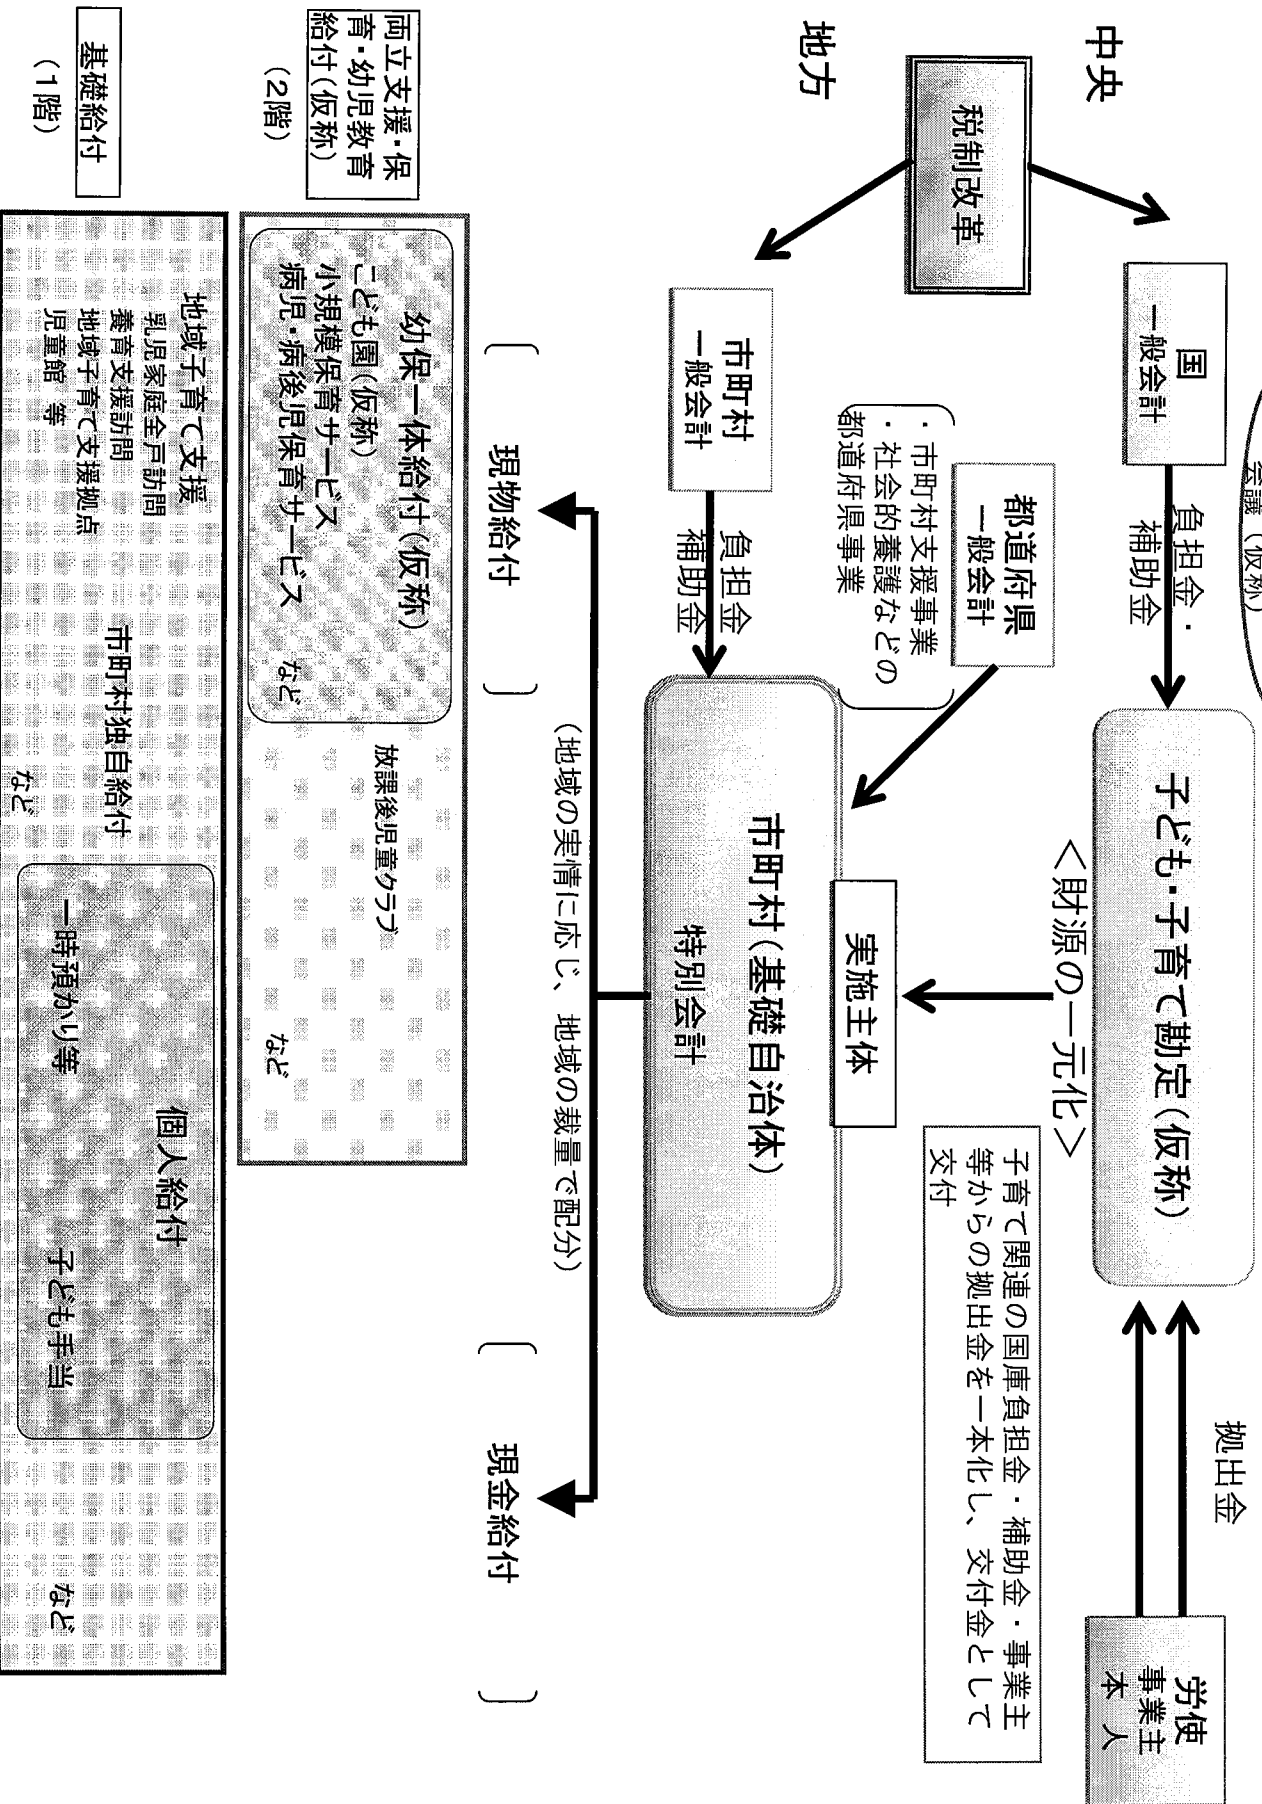 会議(仮称)
中央
地方
税制改革
国
一般会計
負担金・
補助金
子ども・子育て勘定(仮称)
拠出金
労使
事業主
本 人
<財源の一元化>
子育て関連の国庫負担金・補助金・事業主
等からの拠出金を一本化し、交付金として
交付
都道府県
一般会計
・市町村支援事業
・社会的養護などの
都道府県事業
実施主体
市町村
一般会計
負担金
補助金
市町村(基礎自治体)
特別会計
(地域の実情に応じ、地域の裁量で配分)
現物給付
現金給付
両立支援・保
育・幼児教育
給付(仮称)
(2階)
幼保一体給付(仮称)
こども園(仮称)
小規模保育サービス
病児・病後児保育サービス など
放課後児童クラブ
など
基礎給付
(1階)
地域子育て支援
乳児家庭全戸訪問
養育支援訪問
地域子育て支援拠点
児童館 等
市町村独自給付
など
個人給付
一時預かり等
子ども手当
など